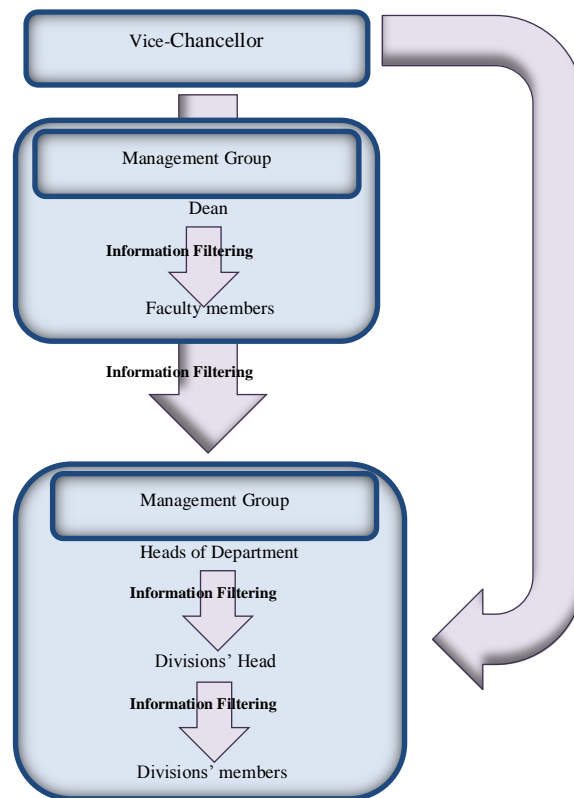 Vice-Chancellor
Management Group
Dean
Information Filtering
Faculty members
Information Filtering
Management Group
Heads of Department
Information Filtering
Divisions’ Head
Information Filtering
Divisions’ members